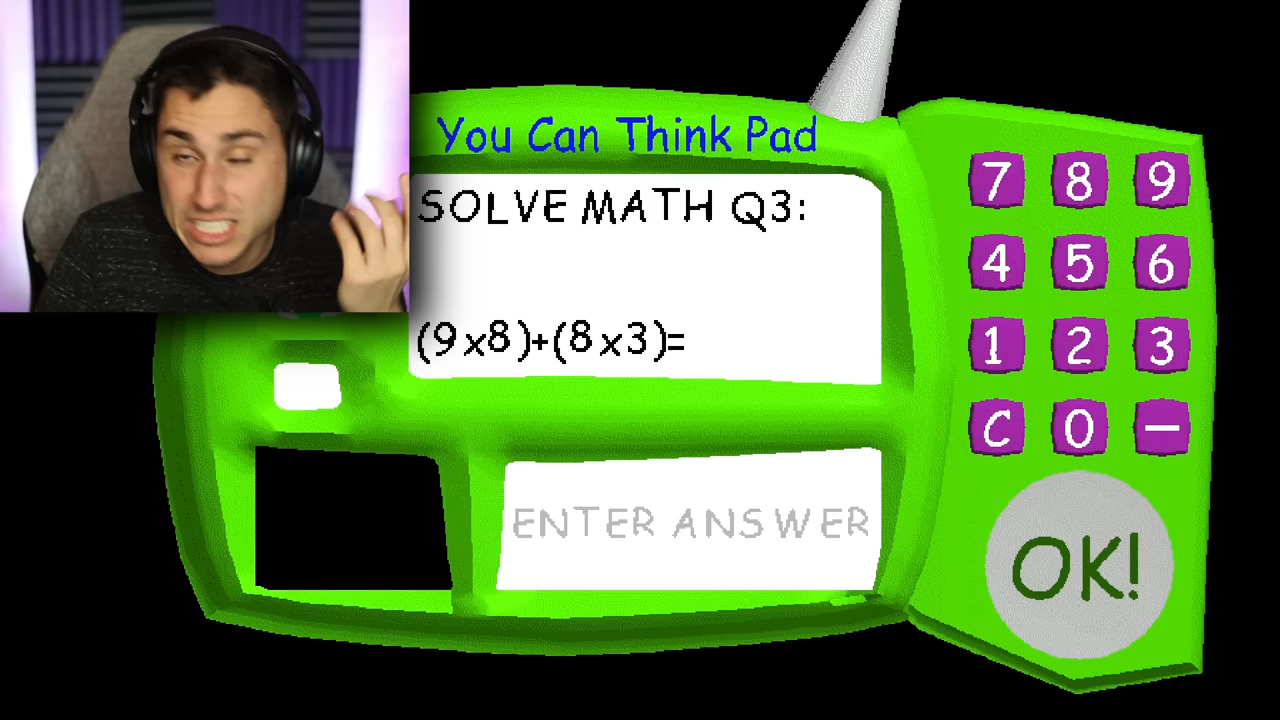 You Can Think Pad
SOLVE MATH Q3:
(9x8)+(8x3)=
ENTER ANSWER
7 8 9
4 5 6
1 2 3
C 0 —
OK!